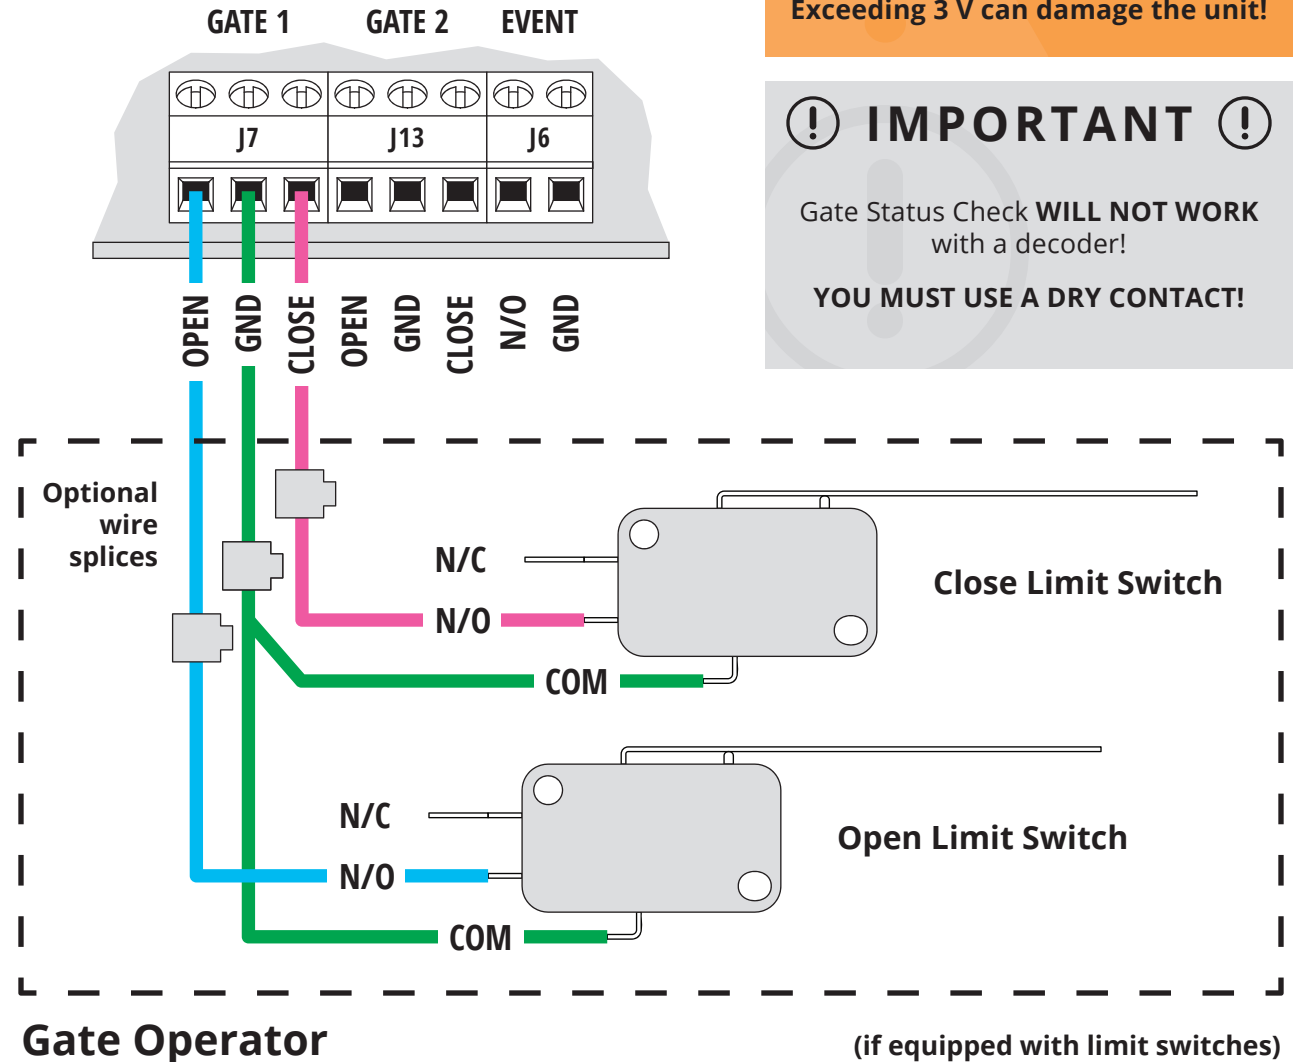 GATE 1 GATE 2 EVENT
Exceeding 3 V can damage the unit!
IMPORTANT
Gate Status Check WILL NOT WORK
with a decoder!
YOU MUST USE A DRY CONTACT!
J7 J13 J6
OPEN GND CLOSE OPEN GND CLOSE N/O GND
Optional
wire
splices
N/C
N/O
COM
Close Limit Switch
N/C
N/O
COM
Open Limit Switch
Gate Operator
(if equipped with limit switches)